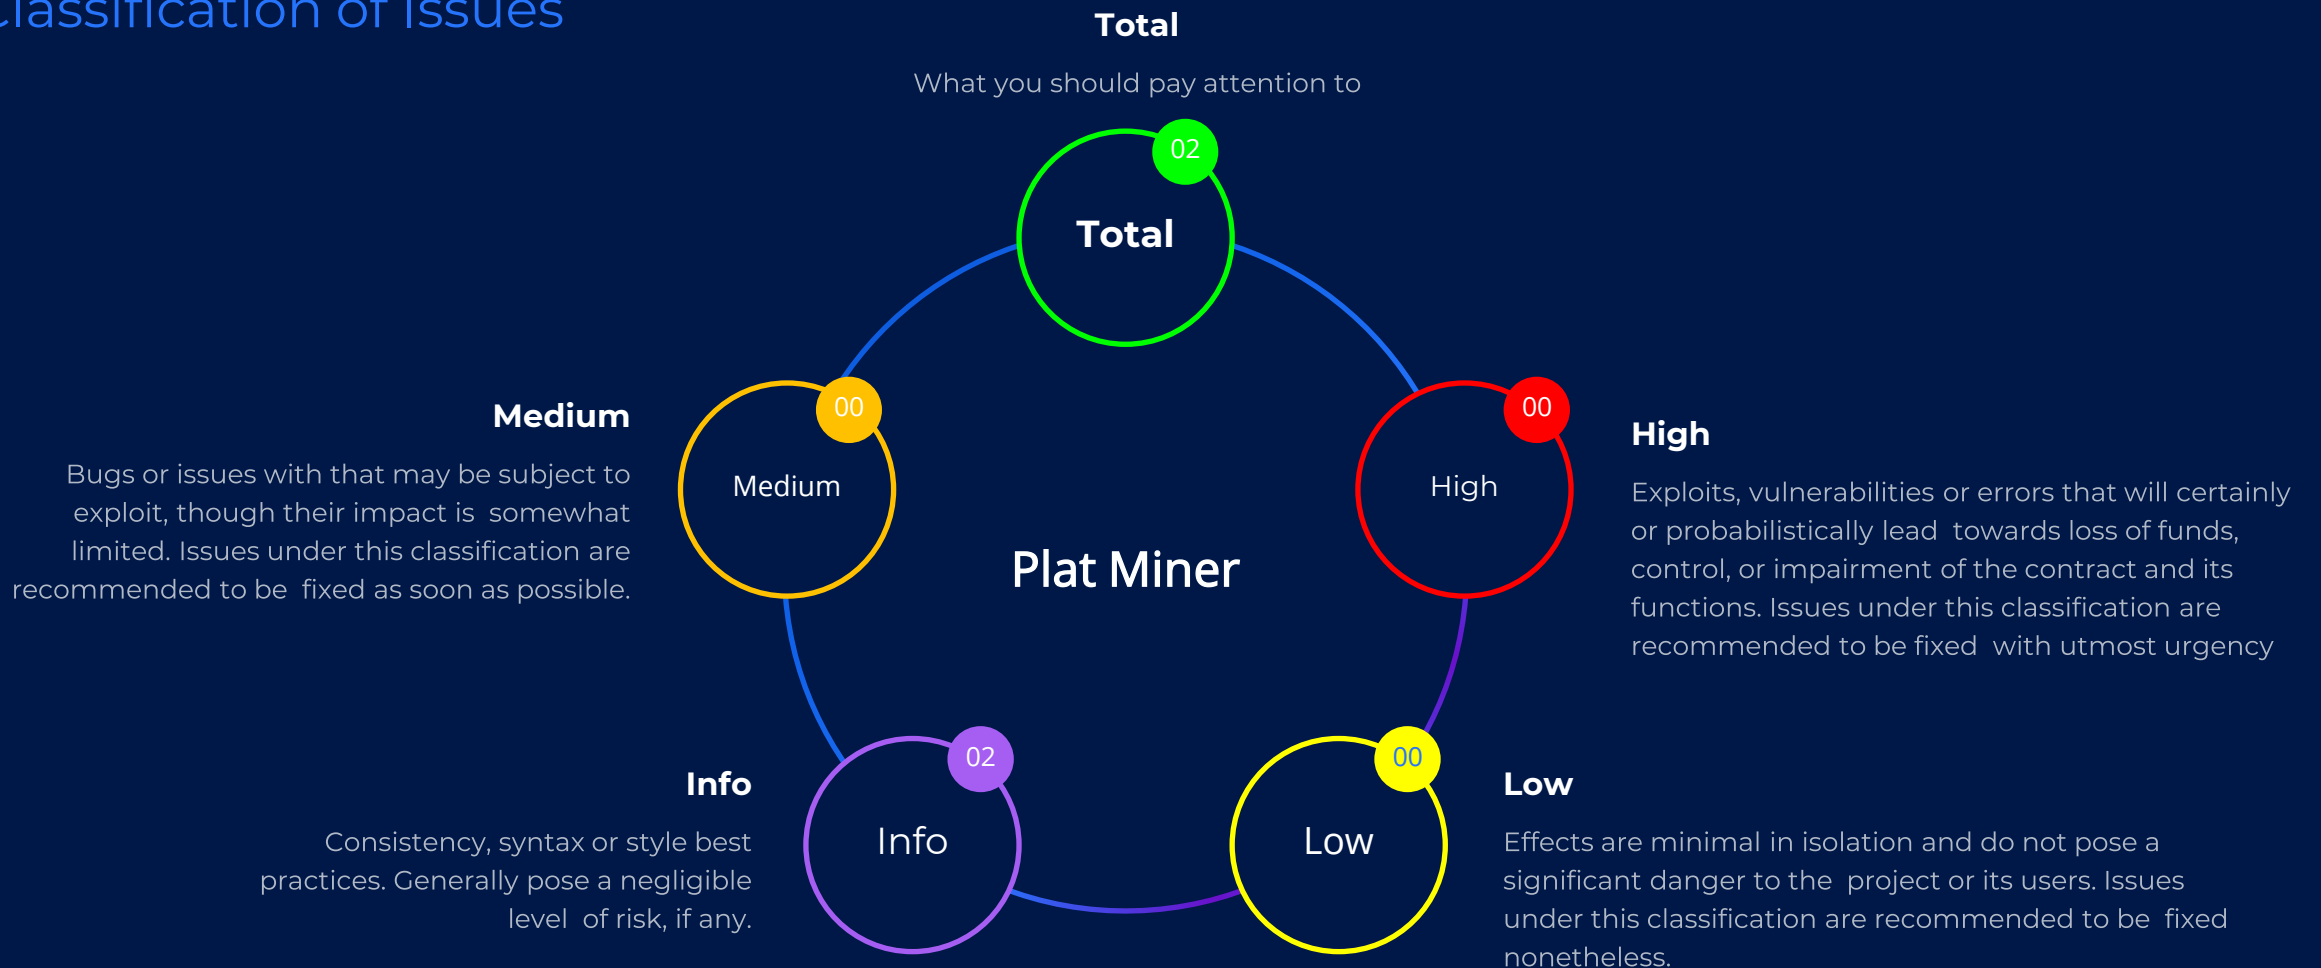 Classification of Issues
Total
What you should pay attention to
02
Total
Medium
Bugs or issues with that may be subject to
exploit, though their impact is somewhat
limited. Issues under this classification are
recommended to be fixed as soon as possible.
00
Medium
00
High
High
Exploits, vulnerabilities or errors that will certainly
or probabilistically lead towards loss of funds,
control, or impairment of the contract and its
functions. Issues under this classification are
recommended to be fixed with utmost urgency
Plat Miner
Info
Consistency, syntax or style best
practices. Generally pose a negligible
level of risk, if any.
02
Info
00
Low
Low
Effects are minimal in isolation and do not pose a
significant danger to the project or its users. Issues
under this classification are recommended to be fixed
nonetheless.